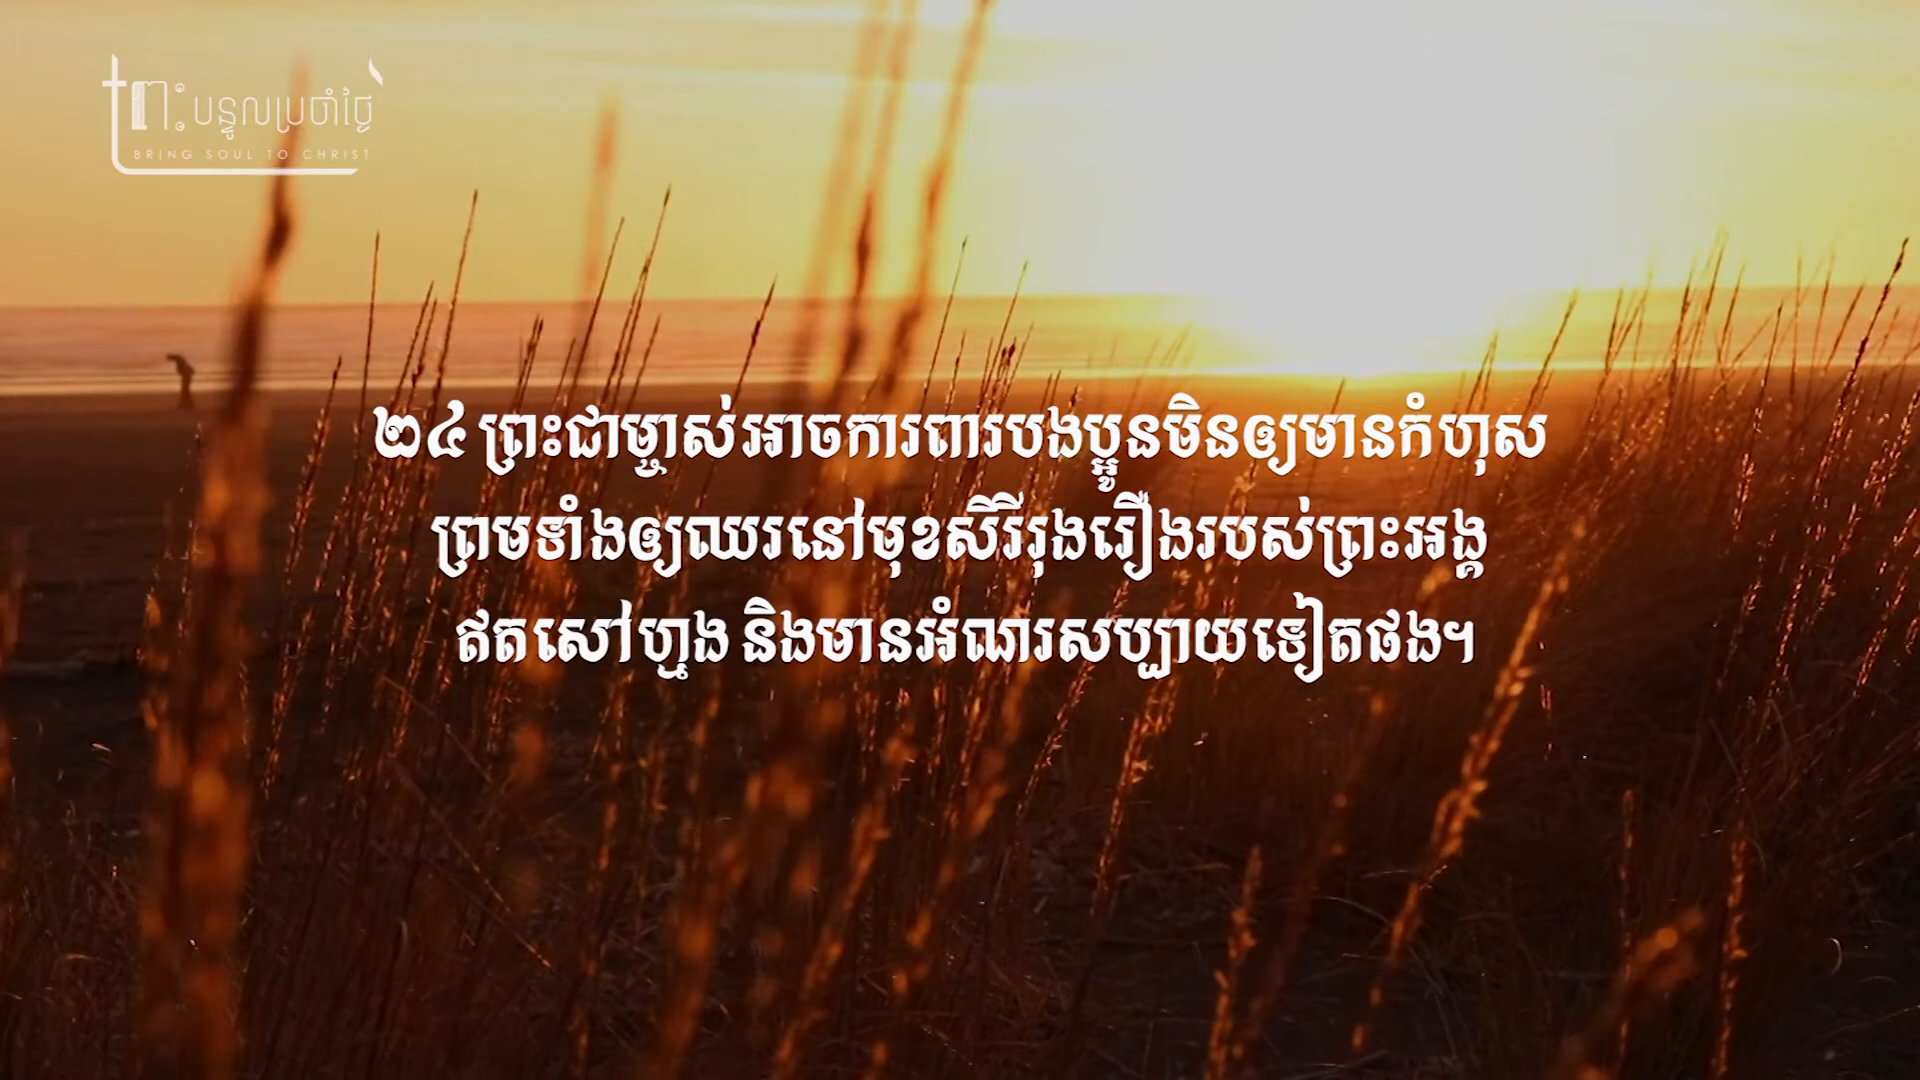 ព្រះបន្ទូលប្រចាំថ្ងៃ
BRING SOUL TO CHRIST
២៤ ព្រះជាម្ចាស់អាចការពារបងប្អូនមិនឲ្យមានកំហុស
ព្រមទាំងឲ្យឈរនៅមុខសិរីរុងរឿងរបស់ព្រះអង្គ
ឥតសៅហ្មង និងមានអំណរសប្បាយទៀតផង។